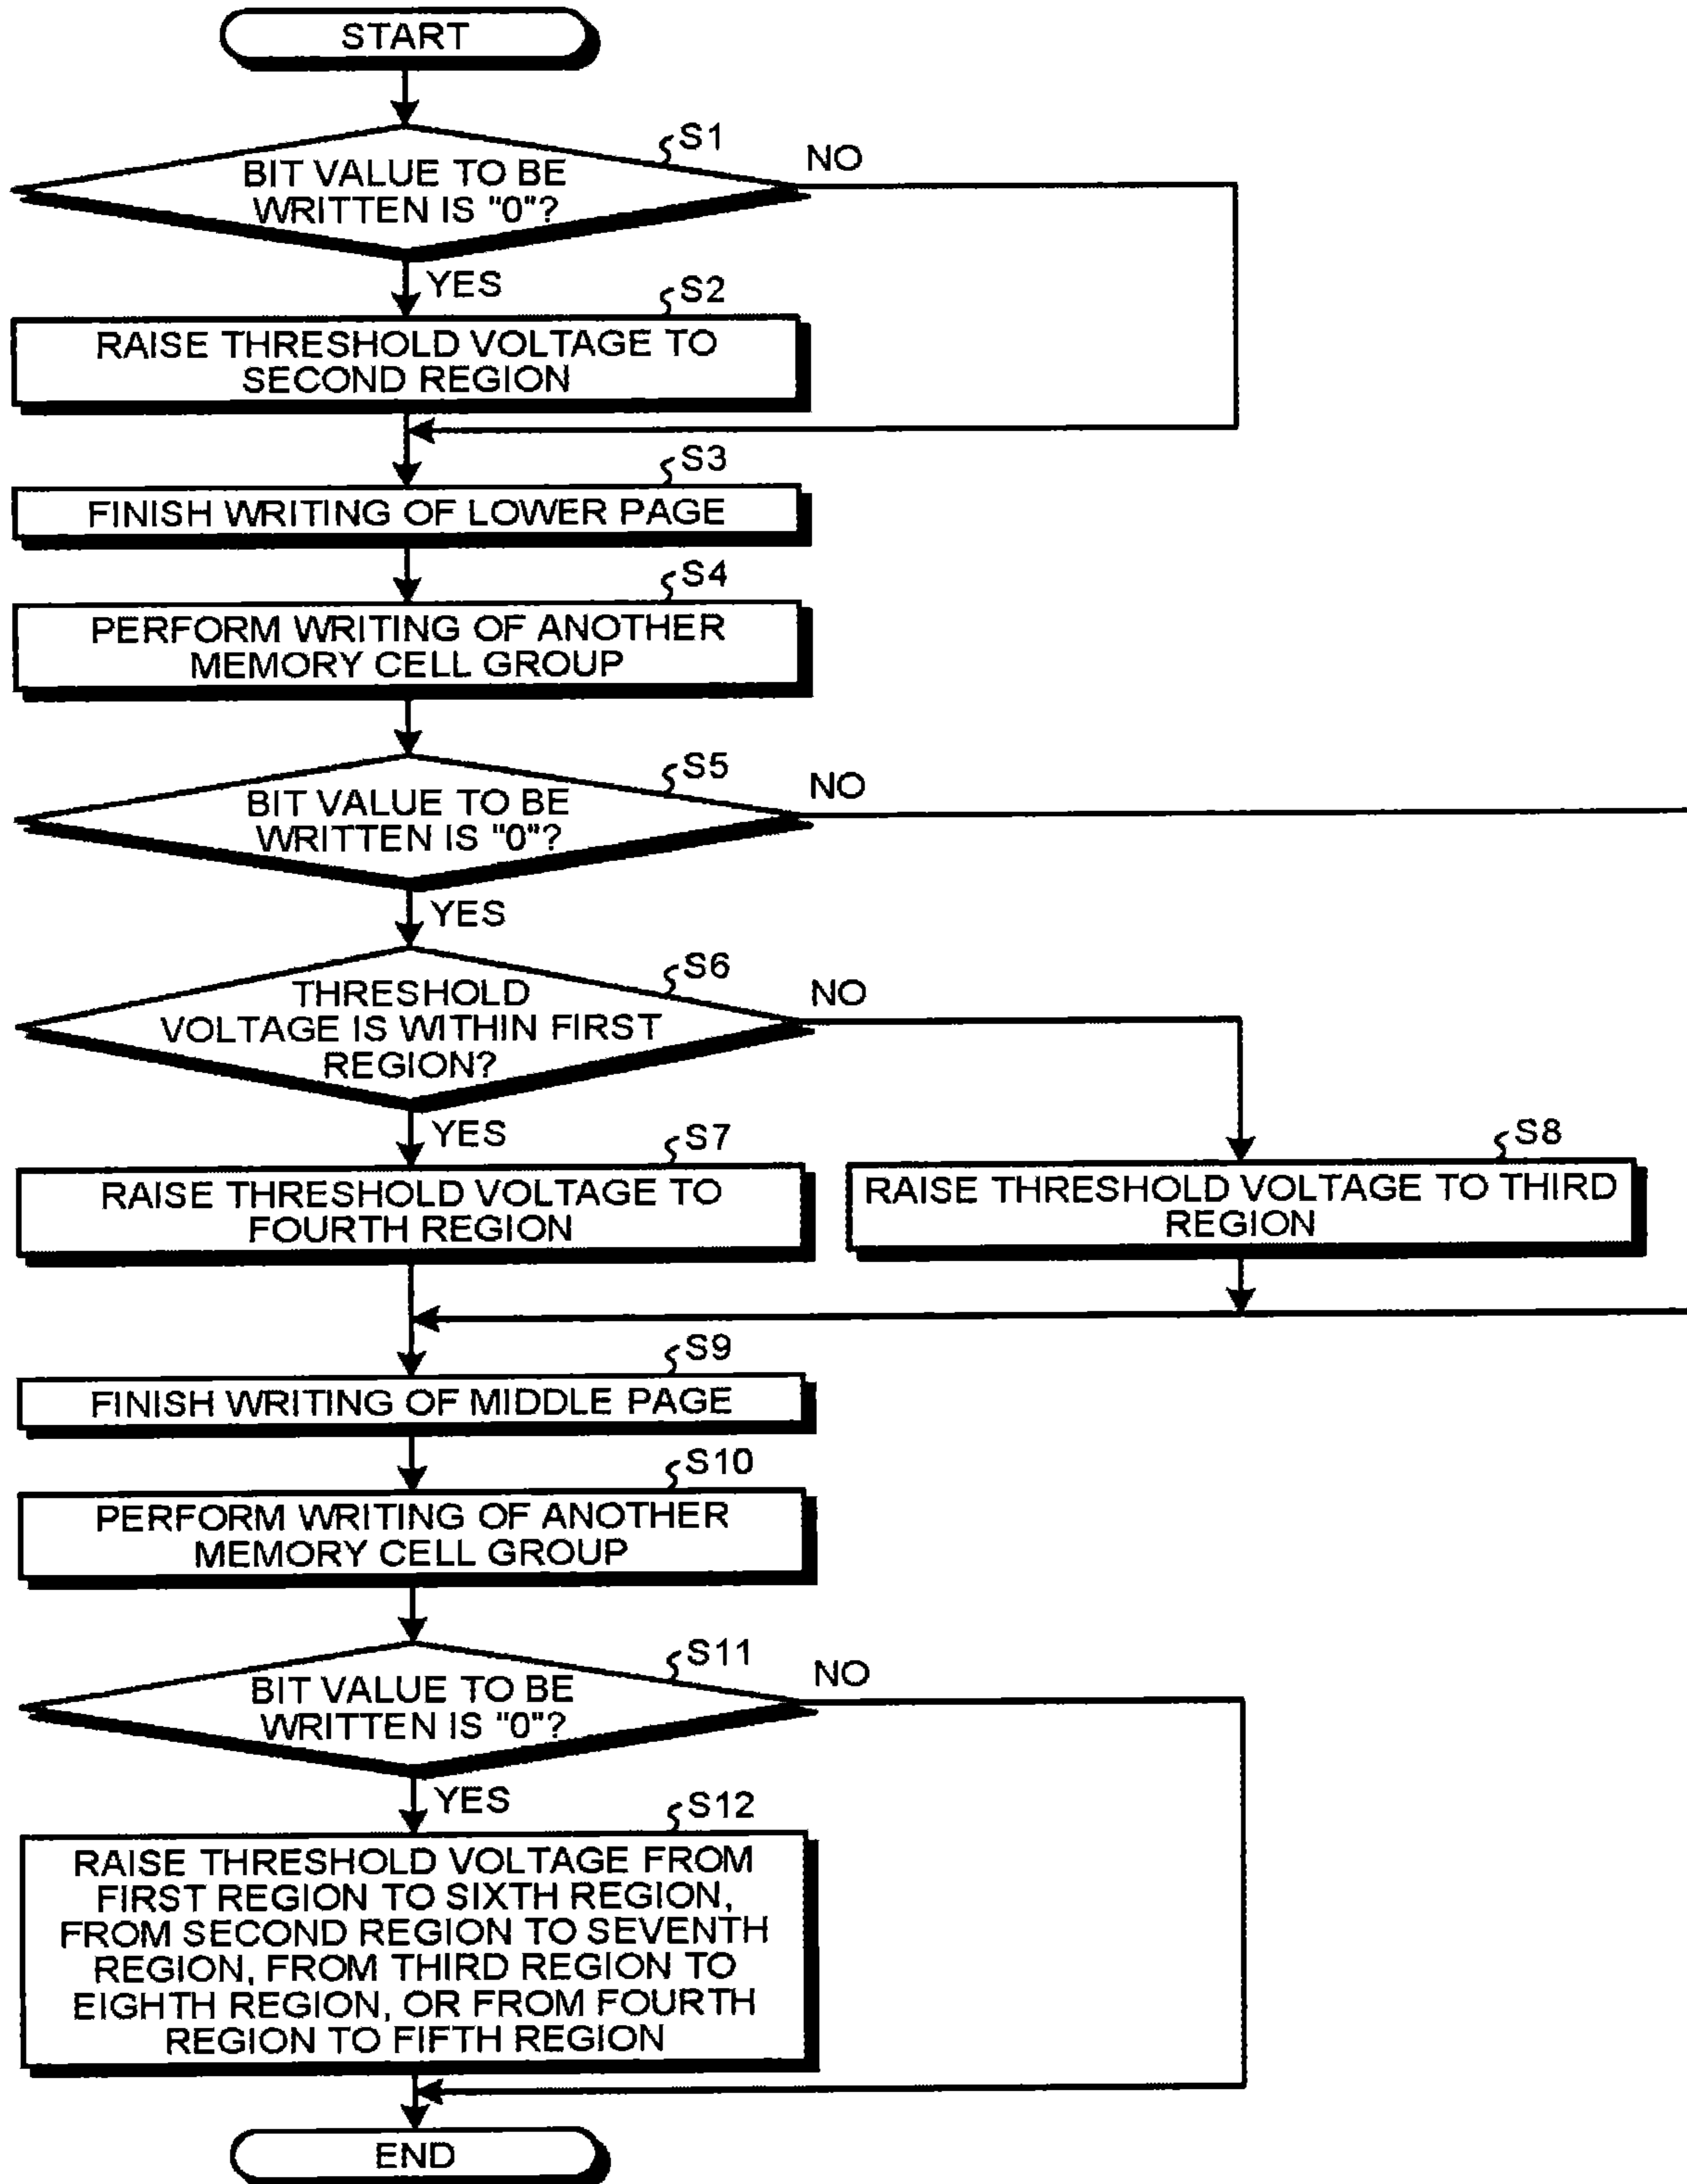 START
S1
BIT VALUE TO BE
WRITTEN IS "0"?
NO
YES
S2
RAISE THRESHOLD VOLTAGE TO
SECOND REGION
S3
FINISH WRITING OF LOWER PAGE
S4
PERFORM WRITING OF ANOTHER
MEMORY CELL GROUP
S5
BIT VALUE TO BE
WRITTEN IS "0"?
NO
YES
S6
THRESHOLD
VOLTAGE IS WITHIN FIRST
REGION?
NO
YES
S7
RAISE THRESHOLD VOLTAGE TO
FOURTH REGION
S8
RAISE THRESHOLD VOLTAGE TO THIRD
REGION
S9
FINISH WRITING OF MIDDLE PAGE
S10
PERFORM WRITING OF ANOTHER
MEMORY CELL GROUP
S11
BIT VALUE TO BE
WRITTEN IS "0"?
NO
YES
S12
RAISE THRESHOLD VOLTAGE FROM
FIRST REGION TO SIXTH REGION,
FROM SECOND REGION TO SEVENTH
REGION, FROM THIRD REGION TO
EIGHTH REGION, OR FROM FOURTH
REGION TO FIFTH REGION
END